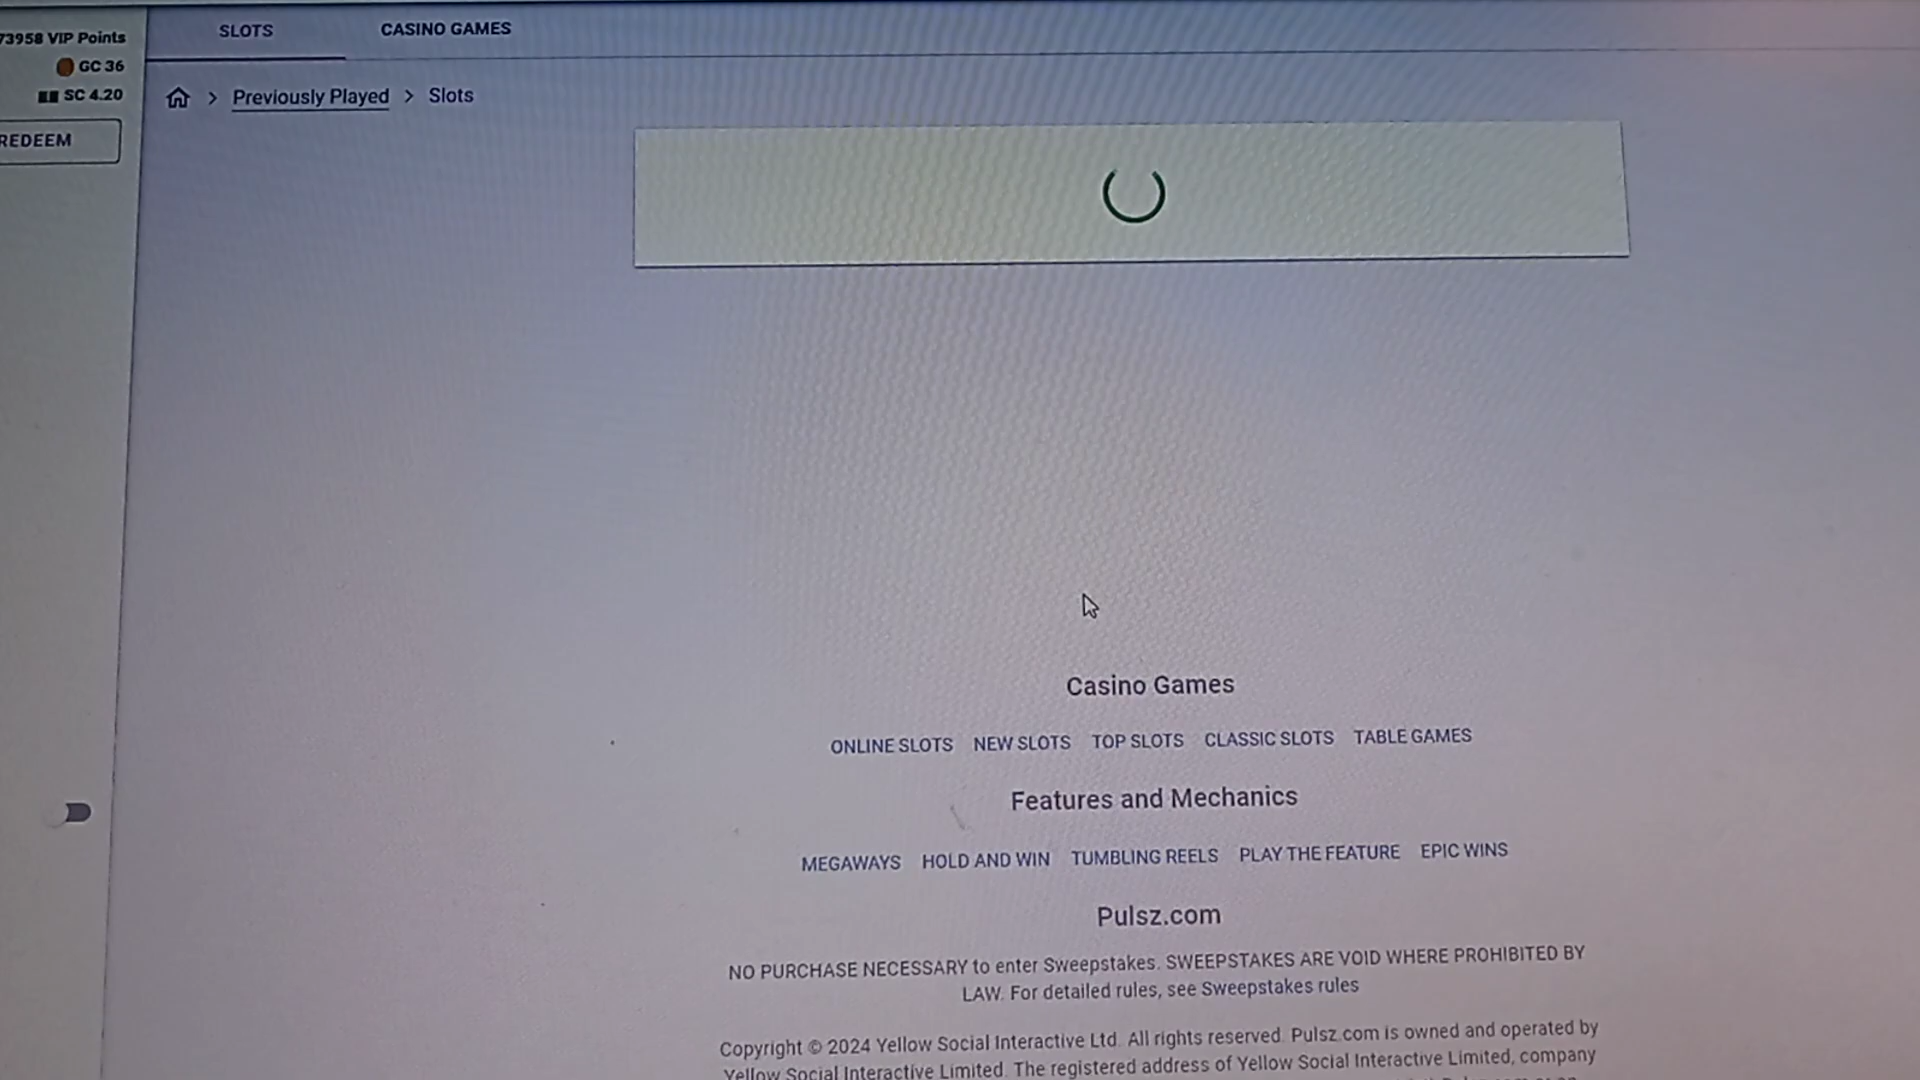 73958 VIP Points
GC 36
SC 4.20
REDEEM
SLOTS CASINO GAMES
> Previously Played > Slots
Casino Games
ONLINE SLOTS NEW SLOTS TOP SLOTS CLASSIC SLOTS TABLE GAMES
Features and Mechanics
MEGAWAYS HOLD AND WIN TUMBLING REELS PLAY THE FEATURE EPIC WINS
Pulsz.com
NO PURCHASE NECESSARY to enter Sweepstakes. SWEEPSTAKES ARE VOID WHERE PROHIBITED BY
LAW. For detailed rules, see Sweepstakes rules
Copyright © 2024 Yellow Social Interactive Ltd. All rights reserved. Pulsz.com is owned and operated by
Yellow Social Interactive Limited. The registered address of Yellow Social Interactive Limited, company